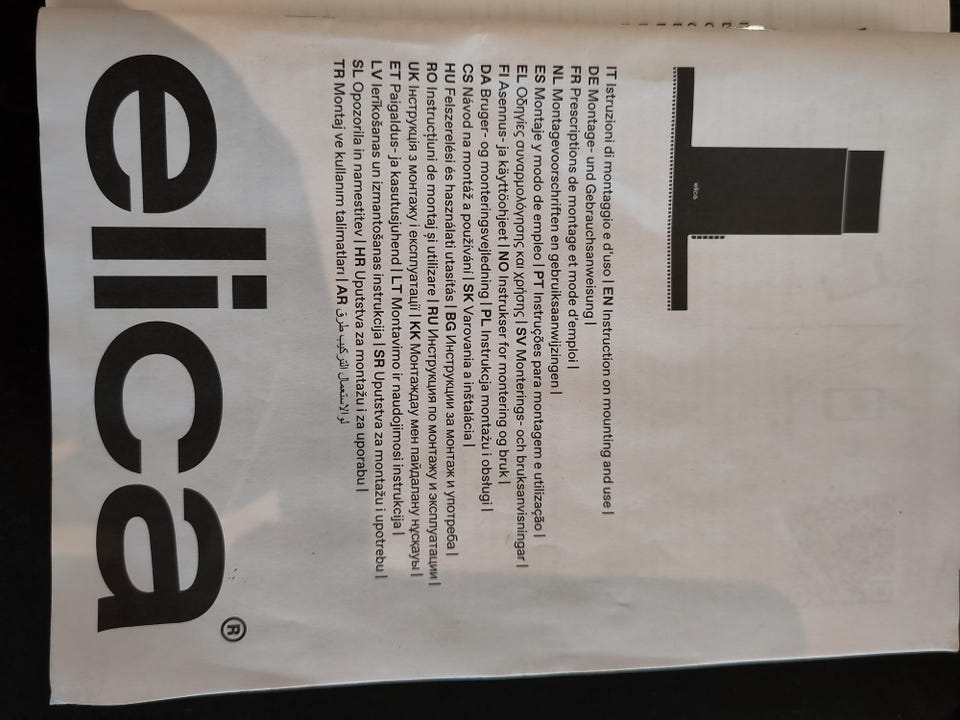 elica
IT Istruzioni di montaggio e d'uso | EN Instruction on mounting and use |
DE Montage- und Gebrauchsanweisung |
FR Prescriptions de montage et mode d'emploi |
NL Montagevoorschriften en gebruiksaanwijzingen |
ES Montaje y modo de empleo | PT Instruções para montagem e utilização |
EL Οδηγίες συναρμολόγησης και χρήσης | SV Monterings- och bruksanvisningar |
FI Asennus- ja käyttöohjeet | NO Instrukser for montering og bruk |
DA Bruger- og monteringsvejledning | PL Instrukcja montażu i obsługi |
CS Návod na montáž a používání | SK Varovania a inštalácia |
HU Felszerelési és használati utasítás | BG Инструкции за монтаж и употреба |
RO Instrucțiuni de montaj și utilizare | RU Инструкция по монтажу и эксплуатации |
UK Інструкція з монтажу і експлуатації | KK Монтаждау мен пайдалану нұсқауы |
ET Paigaldus- ja kasutusjuhend | LT Montavimo ir naudojimosi instrukcija |
LV Ierīkošanas un izmantošanas instrukcija | SR Uputstva za montažu i upotrebu |
SL Opozorila in namestitev | HR Uputstva za montažu i za uporabu |
TR Montaj ve kullanım talimatları | AR والاستعمال التركيب طرق
elica®